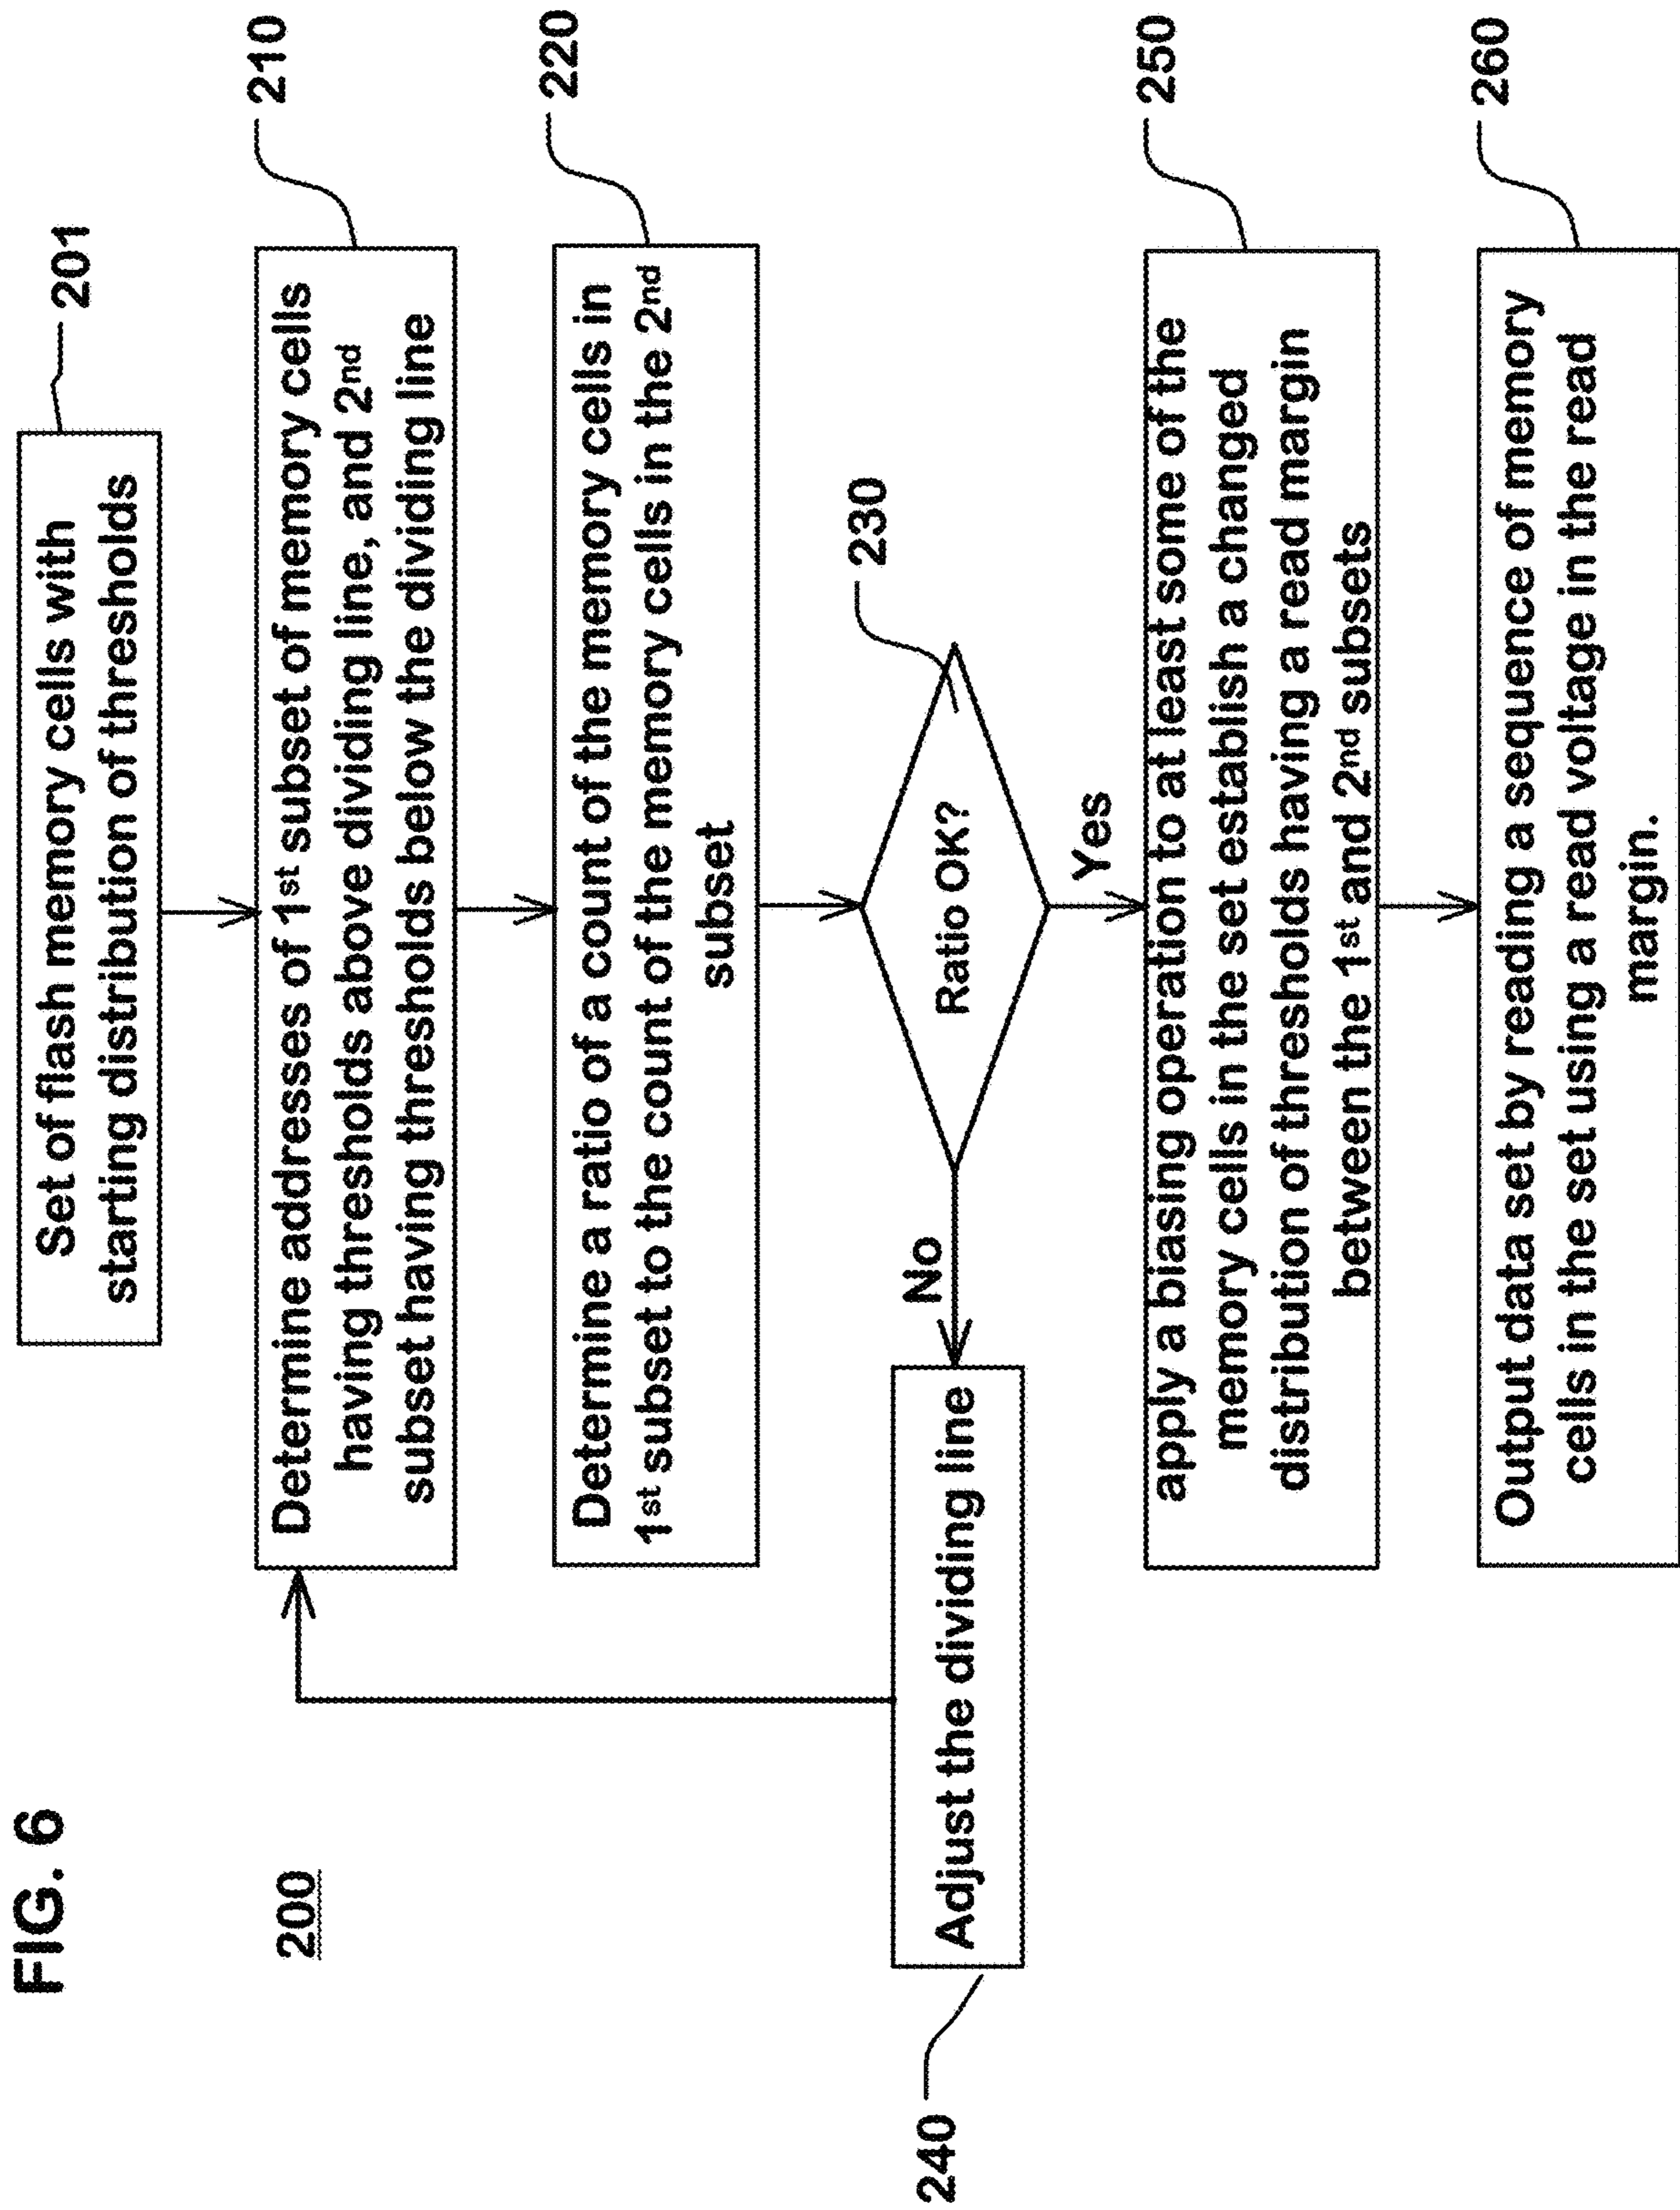 FIG. 6
200
Set of flash memory cells with
starting distribution of thresholds
201
Determine addresses of 1st subset of memory cells
having thresholds above dividing line, and 2nd
subset having thresholds below the dividing line
210
Determine a ratio of a count of the memory cells in
1st subset to the count of the memory cells in the 2nd
subset
220
Ratio OK?
230
No
Yes
Adjust the dividing line
240
apply a biasing operation to at least some of the
memory cells in the set establish a changed
distribution of thresholds having a read margin
between the 1st and 2nd subsets
250
Output data set by reading a sequence of memory
cells in the set using a read voltage in the read
margin.
260